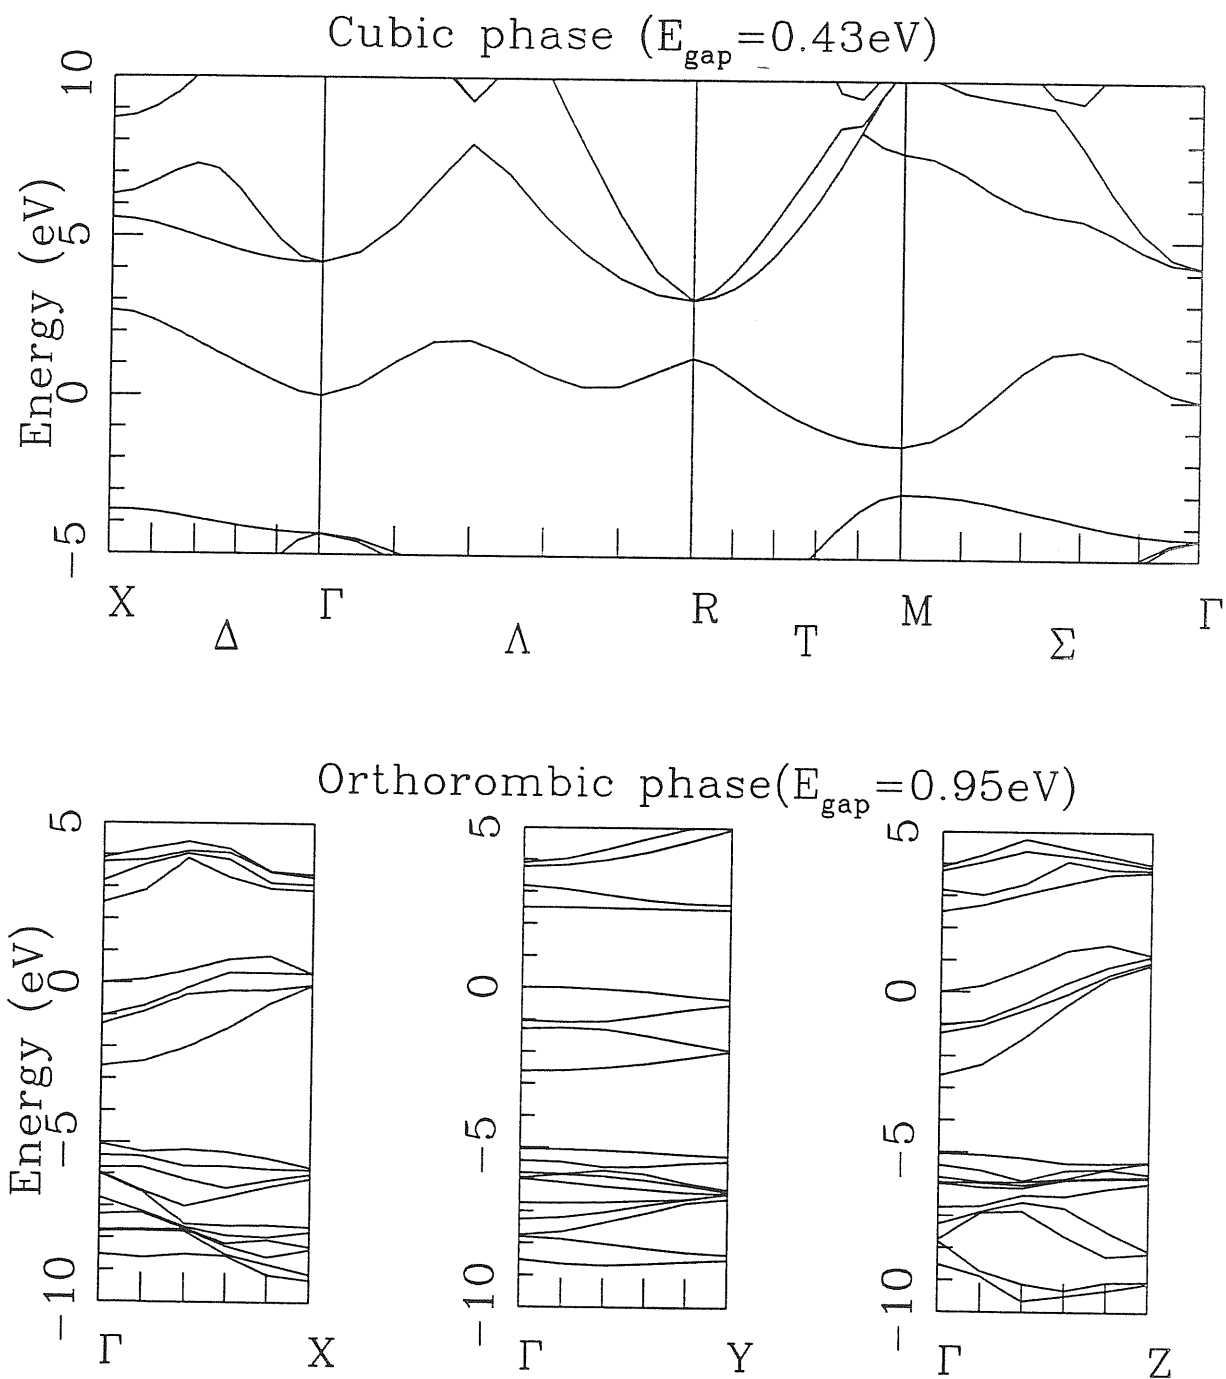 Cubic phase (E_gap=0.43eV)
Energy (eV)
10
5
0
−5
X
Δ
Γ
Λ
R
T
M
Σ
Γ
Orthorombic phase(E_gap=0.95eV)
Energy (eV)
5
0
−5
−10
Γ
X
5
0
−5
−10
Γ
Y
5
0
−5
−10
Γ
Z